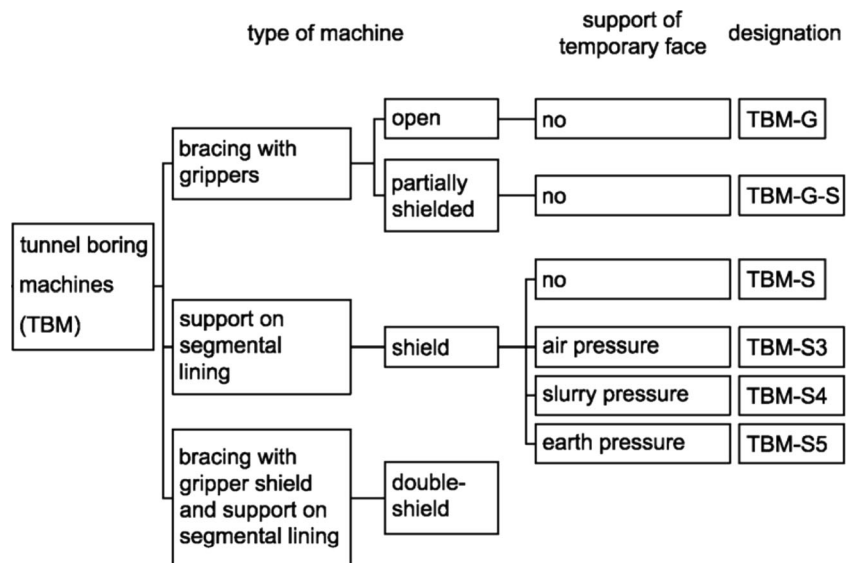 type of machine
support of
temporary face
designation
tunnel boring
machines
(TBM)
bracing with
grippers
open
no
TBM-G
partially
shielded
no
TBM-G-S
support on
segmental
lining
shield
no
TBM-S
air pressure
TBM-S3
slurry pressure
TBM-S4
earth pressure
TBM-S5
bracing with
gripper shield
and support on
segmental lining
double-
shield